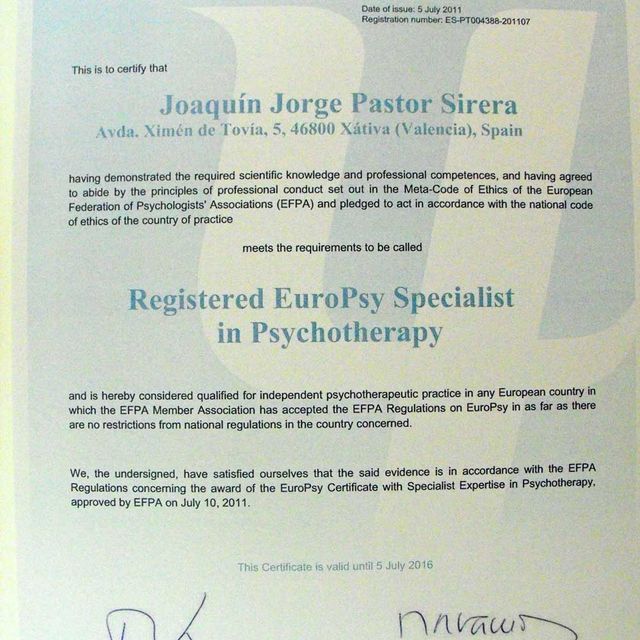 Date of issue: 5 July 2011
Registration number: ES-PT004388-201107
This is to certify that
Joaquín Jorge Pastor Sirera
Avda. Ximén de Tovía, 5, 46800 Xátiva (Valencia), Spain
having demonstrated the required scientific knowledge and professional competences, and having agreed
to abide by the principles of professional conduct set out in the Meta-Code of Ethics of the European
Federation of Psychologists' Associations (EFPA) and pledged to act in accordance with the national code
of ethics of the country of practice
meets the requirements to be called
Registered EuroPsy Specialist
in Psychotherapy
and is hereby considered qualified for independent psychotherapeutic practice in any European country in
which the EFPA Member Association has accepted the EFPA Regulations on EuroPsy in as far as there
are no restrictions from national regulations in the country concerned.
We, the undersigned, have satisfied ourselves that the said evidence is in accordance with the EFPA
Regulations concerning the award of the EuroPsy Certificate with Specialist Expertise in Psychotherapy,
approved by EFPA on July 10, 2011.
This Certificate is valid until 5 July 2016